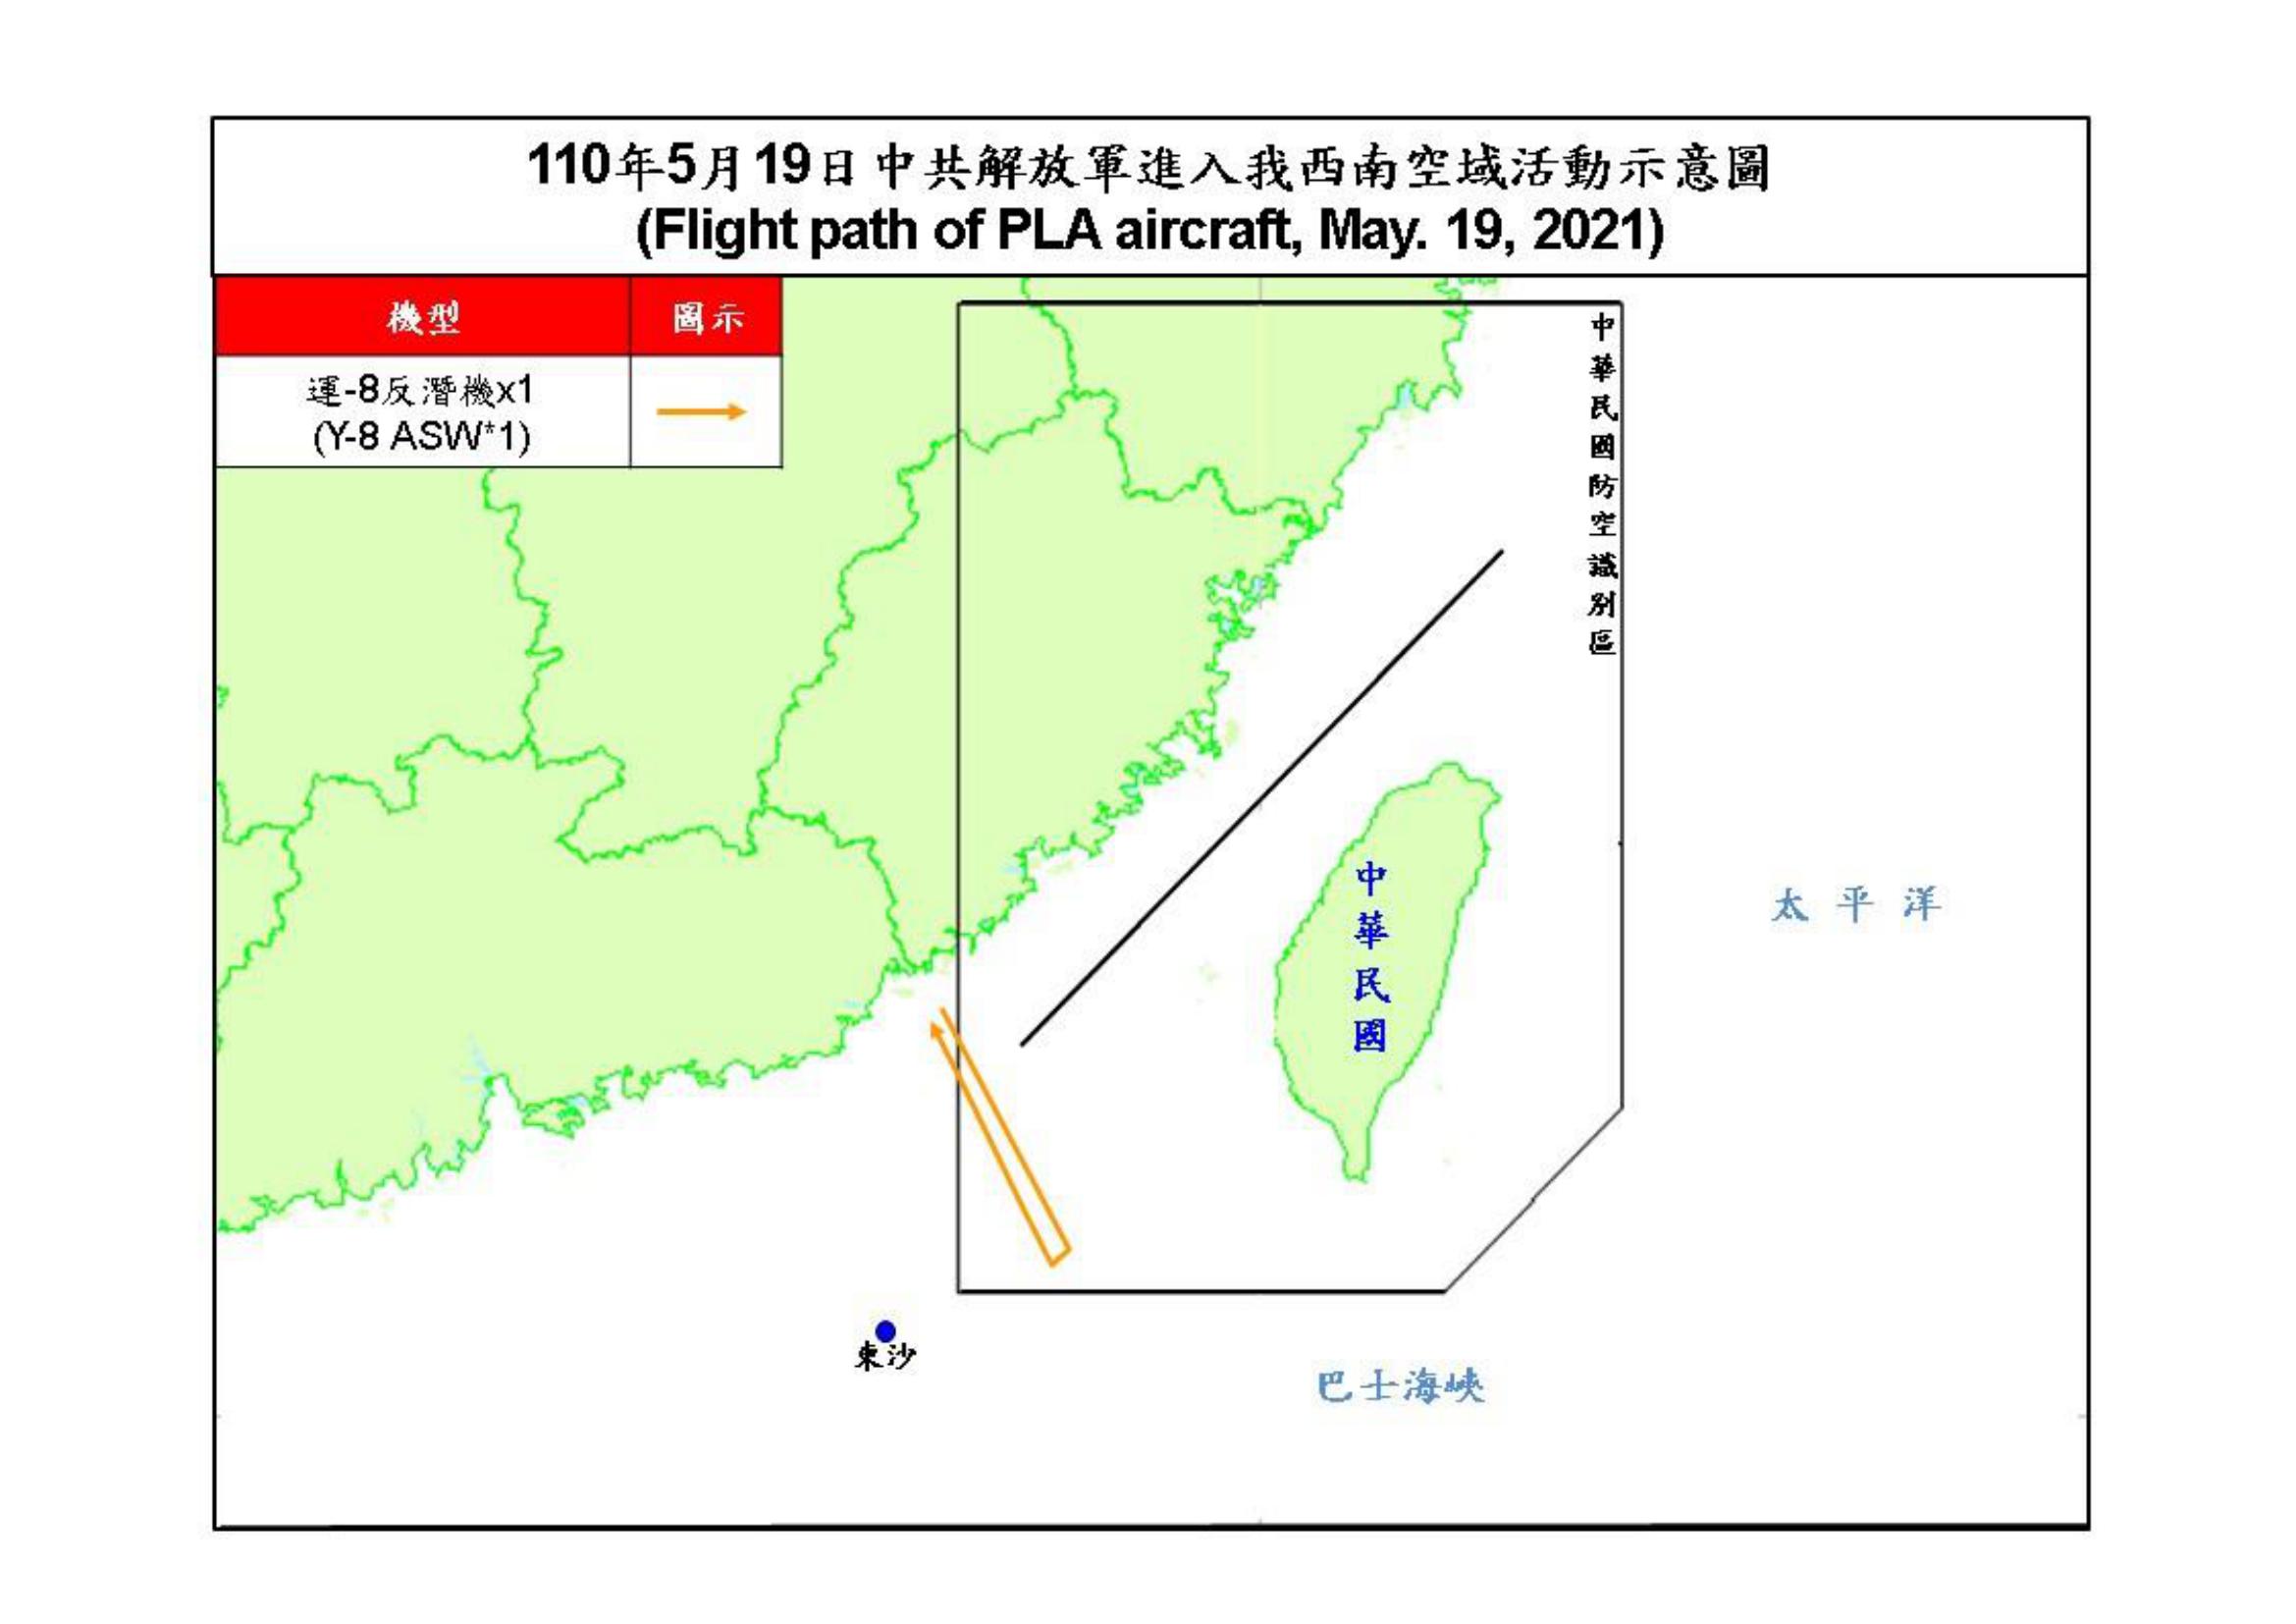 110年5月19日中共解放軍進入我西南空域活動示意圖
(Flight path of PLA aircraft, May. 19, 2021)
機型
圖示
運-8反潛機x1
(Y-8 ASW*1)
中華民國防空識別區
中華民國
太平洋
東沙
巴士海峽